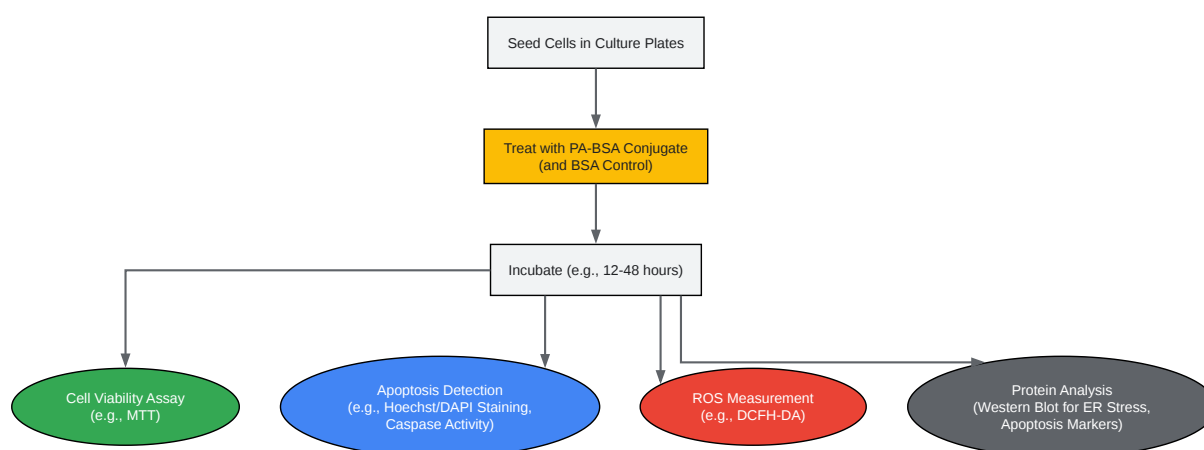 Seed Cells in Culture Plates
Treat with PA-BSA Conjugate
(and BSA Control)
Incubate (e.g., 12-48 hours)
Cell Viability Assay
(e.g., MTT)
Apoptosis Detection
(e.g., Hoechst/DAPI Staining,
Caspase Activity)
ROS Measurement
(e.g., DCFH-DA)
Protein Analysis
(Western Blot for ER Stress,
Apoptosis Markers)